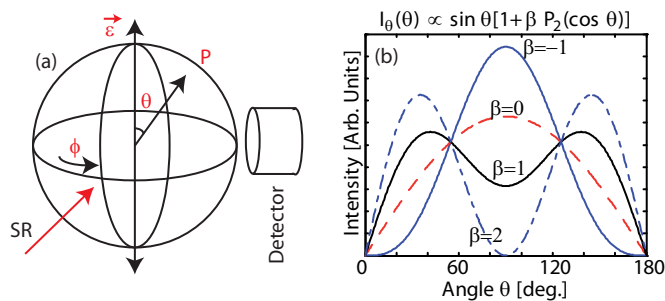 (a)
ε
P
θ
ϕ
SR
Detector
I_θ(θ) ∝ sin θ[1+β P_2(cos θ)]
(b)
β=−1
β=0
β=1
β=2
Intensity [Arb. Units]
0 60 120 180
Angle θ [deg.]